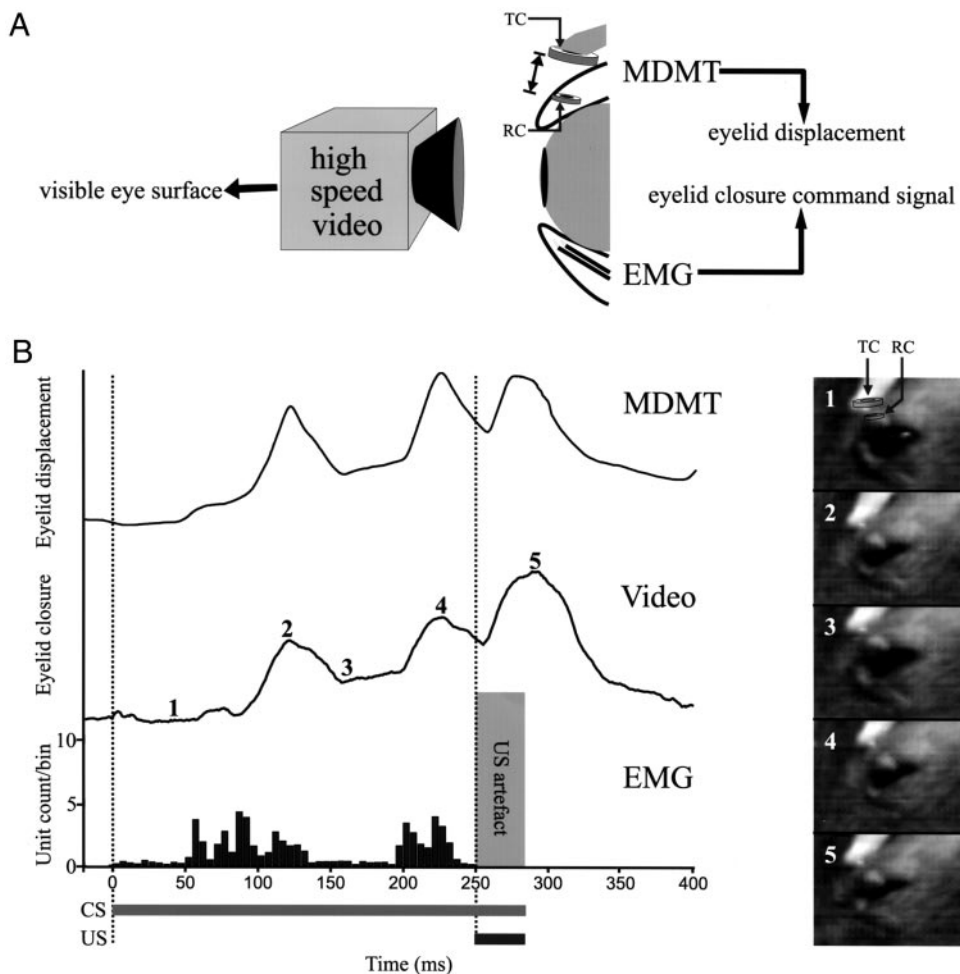 A
TC
RC
MDMT
eyelid displacement
high
speed
video
visible eye surface
eyelid closure command signal
EMG
B
Eyelid displacement
MDMT
Eyelid closure
Video
1
2
3
4
5
Unit count/bin
10
5
0
US artefact
EMG
0
50
100
150
200
250
300
350
400
CS
US
Time (ms)
TC
RC
1
2
3
4
5